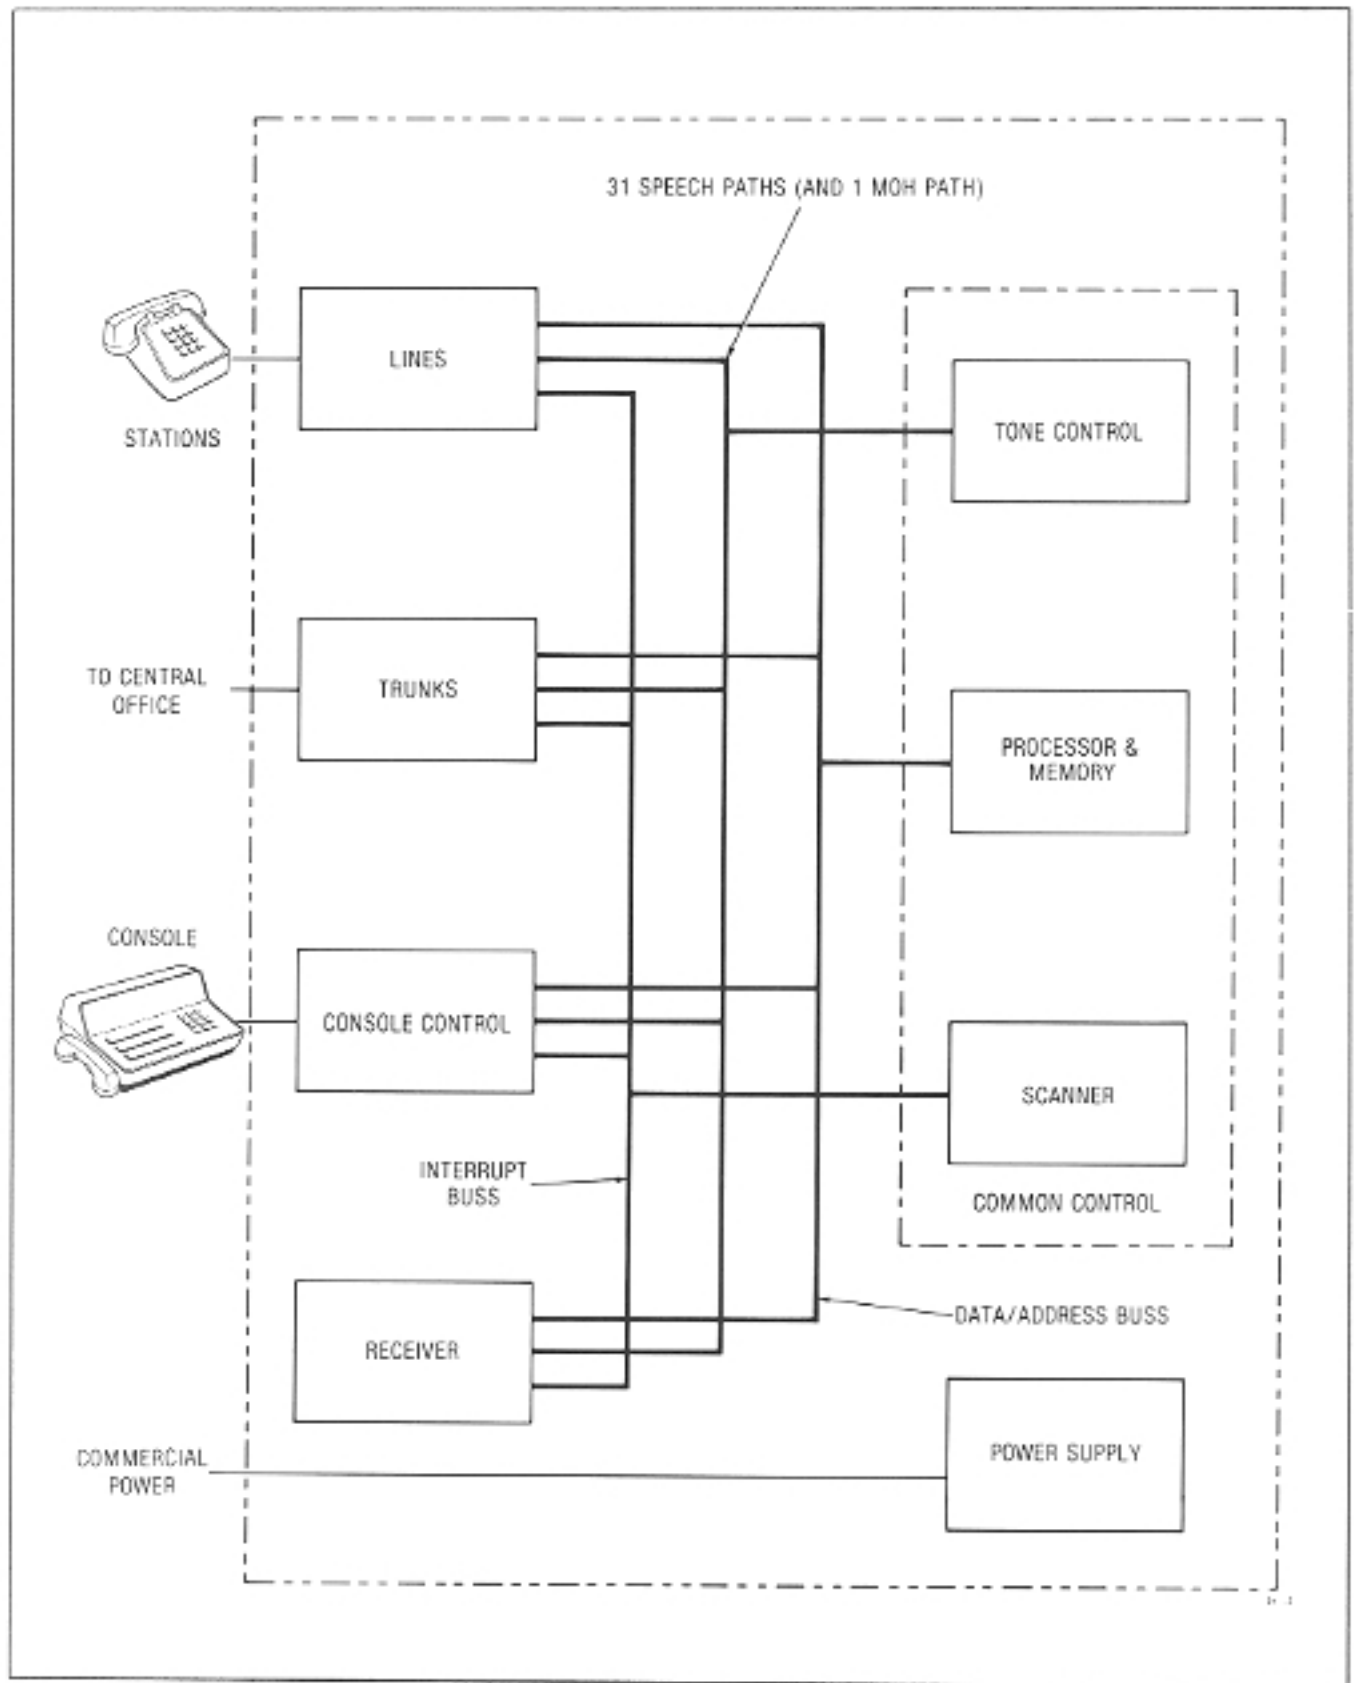 31 SPEECH PATHS (AND 1 MOH PATH)
LINES
STATIONS
TONE CONTROL
TO CENTRAL
OFFICE
TRUNKS
PROCESSOR &
MEMORY
CONSOLE
CONSOLE CONTROL
SCANNER
INTERRUPT
BUSS
COMMON CONTROL
RECEIVER
DATA/ADDRESS BUSS
COMMERCIAL
POWER
POWER SUPPLY